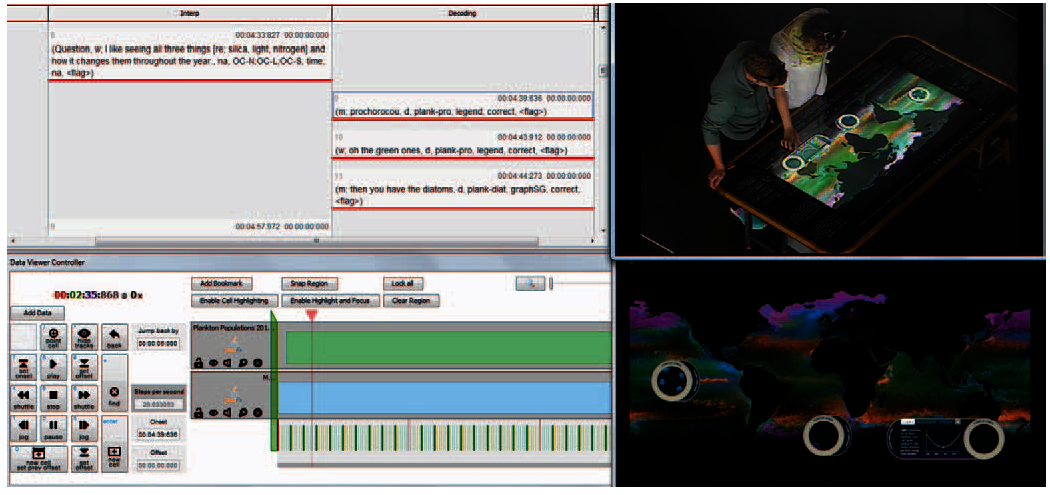 Interp Decoding
8 00:04:33:827 00:00:00:000
(Question, w; I like seeing all three things [re; silica, light, nitrogen] and
how it changes them throughout the year., na, OC-N;OC-L;OC-S, time,
na, <flag>)
00:04:39:636 00:00:00:000
(m: prochorocou, d, plank-pro, legend, correct, <flag>)
10 00:04:43:912 00:00:00:000
(w; oh the green ones, d, plank-pro, legend, correct, <flag>)
00:04:44:273 00:00:00:000
(m: then you have the diatoms, d, plank-diat, graphSG, correct,
<flag>)
9 00:04:57:972 00:00:00:000
Data Viewer Controller
00:02:35:868 0x
Add Data
Add Bookmark Snap Region Lock all
Enable Cell Highlighting Enable Highlight and Focus Clear Region
point cell
hide tracks
back
Jump back by
00:00:05:000
set onset
play
set offset
shuttle
stop
shuttle
find
Steps per second
Onset
00:04:39:636
jog
pause
jog
enter
Offset
00:00:00:000
new cell
set prev offset
set offset
new cell
Plankton Populations 201...
M...